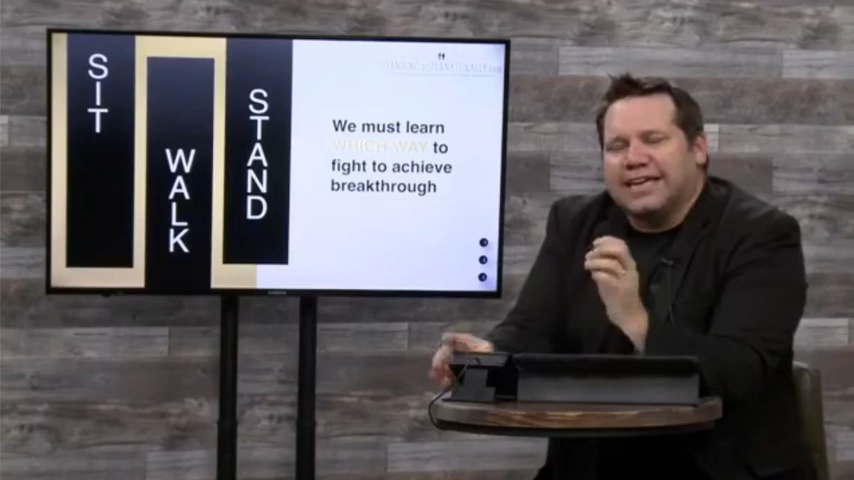 SIT
WALK
STAND
We must learn
WHICH WAY to
fight to achieve
breakthrough